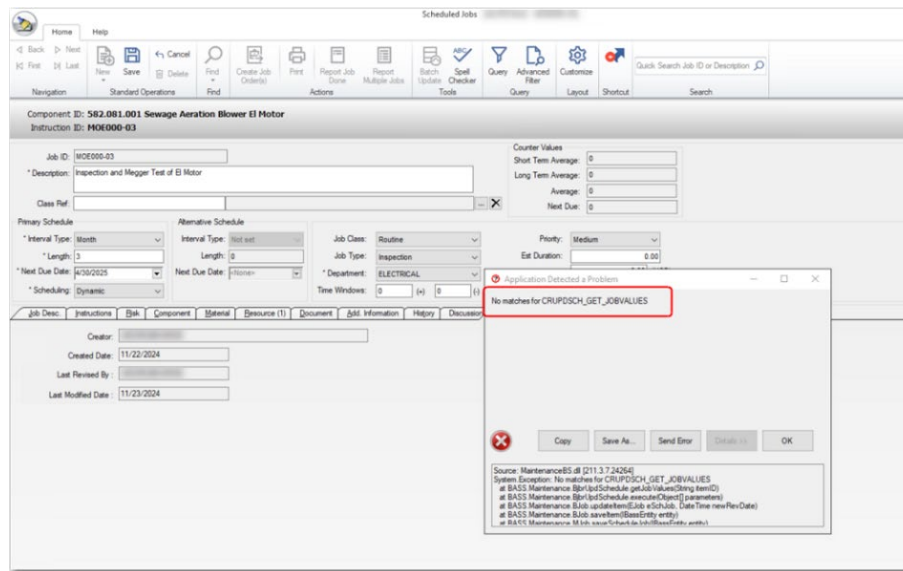 Scheduled Jobs
Home Help
Back Next
First Last
New Save Cancel Delete
Find
Create Job Order(s)
Print
Report Job Done
Report Multiple Jobs
Batch Update
Spell Checker
Query
Advanced Filter
Customize
Quick Search Job ID or Description
Navigation Standard Operations Find Actions Tools Query Layout Shortcut Search
Component ID: 582.081.001 Sewage Aeration Blower El Motor
Instruction ID: MOE000-03
Job ID: MOE000-03
* Description: Inspection and Megger Test of El Motor
Class Ref:
...
Counter Values
Short Term Average: 0
Long Term Average: 0
Average: 0
Next Due: 0
Primary Schedule
* Interval Type: Month
* Length: 3
* Next Due Date: 4/30/2025
* Scheduling: Dynamic
Alternative Schedule
Interval Type: Not set
Length: 0
Next Due Date: <None>
Job Class: Routine
Job Type: Inspection
* Department: ELECTRICAL
Time Windows: 0 (+) 0 (-)
Priority: Medium
Est Duration: 0.00
Job Desc. Instructions Risk Component Material Resource (1) Document Add. Information History Discussion
Creator:
Created Date: 11/22/2024
Last Revised By :
Last Modified Date : 11/23/2024
Application Detected a Problem
No matches for CRUPDSCH_GET_JOBVALUES
Copy Save As... Send Error Details OK
Source: MaintenanceBS.dl [211.3.7.24264]
System.Exception: No matches for CRUPDSCH_GET_JOBVALUES
at BASS.Maintenance.BjbrUpdSchedule.getJobValues(String itemID)
at BASS.Maintenance.BjbrUpdSchedule.execute(Object[] parameters)
at BASS.Maintenance.BJob.updateItem(EJob eSchJob, DateTime newRevDate)
at BASS.Maintenance.BJob.saveItem(IBassEntity entity)
at BASS.Maintenance.MJob.saveScheduleJob(IBassEntity entity)